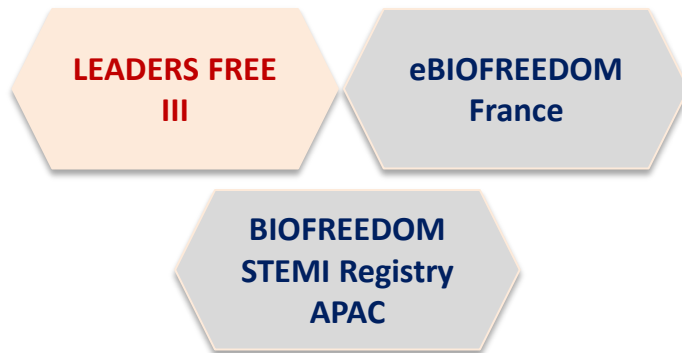 LEADERS FREE
III
eBIOFREEDOM
France
BIOFREEDOM
STEMI Registry
APAC